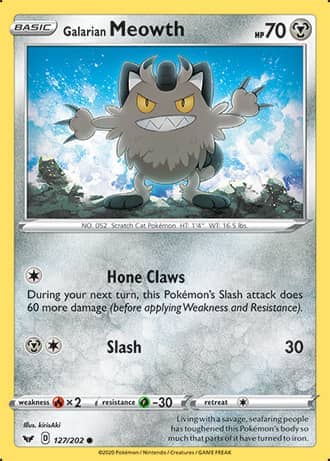 BASIC Galarian Meowth HP 70
NO. 052 Scratch Cat Pokémon HT: 1'4" WT: 16.5 lbs.
Hone Claws
During your next turn, this Pokémon's Slash attack does
60 more damage (before applying Weakness and Resistance).
Slash 30
weakness ×2 resistance -30 retreat
Illus. kirisAki
D 127/202
Living with a savage, seafaring people
has toughened this Pokémon's body so
much that parts of it have turned to iron.
©2020 Pokémon / Nintendo / Creatures / GAME FREAK